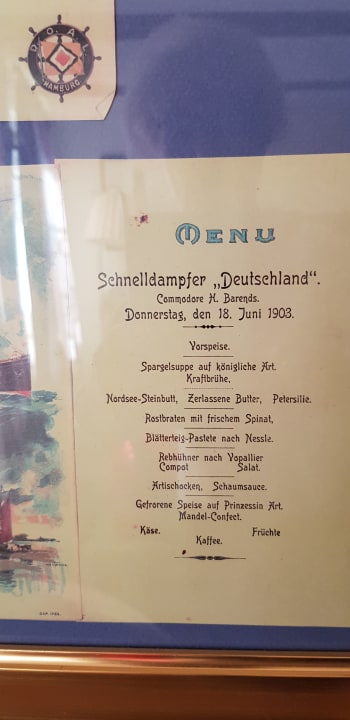 D.O.A.L.
HAMBURG
MENU
Schnelldampfer „Deutschland".
Commodore H. Barends.
Donnerstag, den 18. Juni 1903.
Vorspeise.
Spargelsuppe auf königliche Art.
Kraftbrühe.
Nordsee-Steinbutt, Zerlassene Butter, Petersilie.
Rostbraten mit frischem Spinat,
Blätterteig-Pastete nach Nessle.
Rebhühner nach Vopallier
Compot Salat.
Artischocken, Schaumsauce.
Gefrorene Speise auf Prinzessin Art.
Mandel-Confect.
Käse. Früchte
Kaffee.